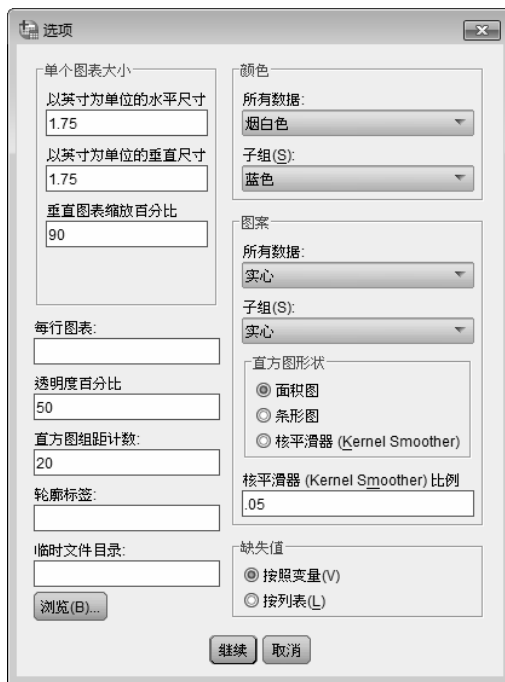 选项
单个图表大小
以英寸为单位的水平尺寸
1.75
以英寸为单位的垂直尺寸
1.75
垂直图表缩放百分比
90
每行图表:
透明度百分比
50
直方图组距计数:
20
轮廓标签:
临时文件目录:
浏览(B)...
颜色
所有数据:
烟白色
子组(S):
蓝色
图案
所有数据:
实心
子组(S):
实心
直方图形状
面积图
条形图
核平滑器 (Kernel Smoother)
核平滑器 (Kernel Smoother) 比例
.05
缺失值
按照变量(V)
按列表(L)
继续
取消